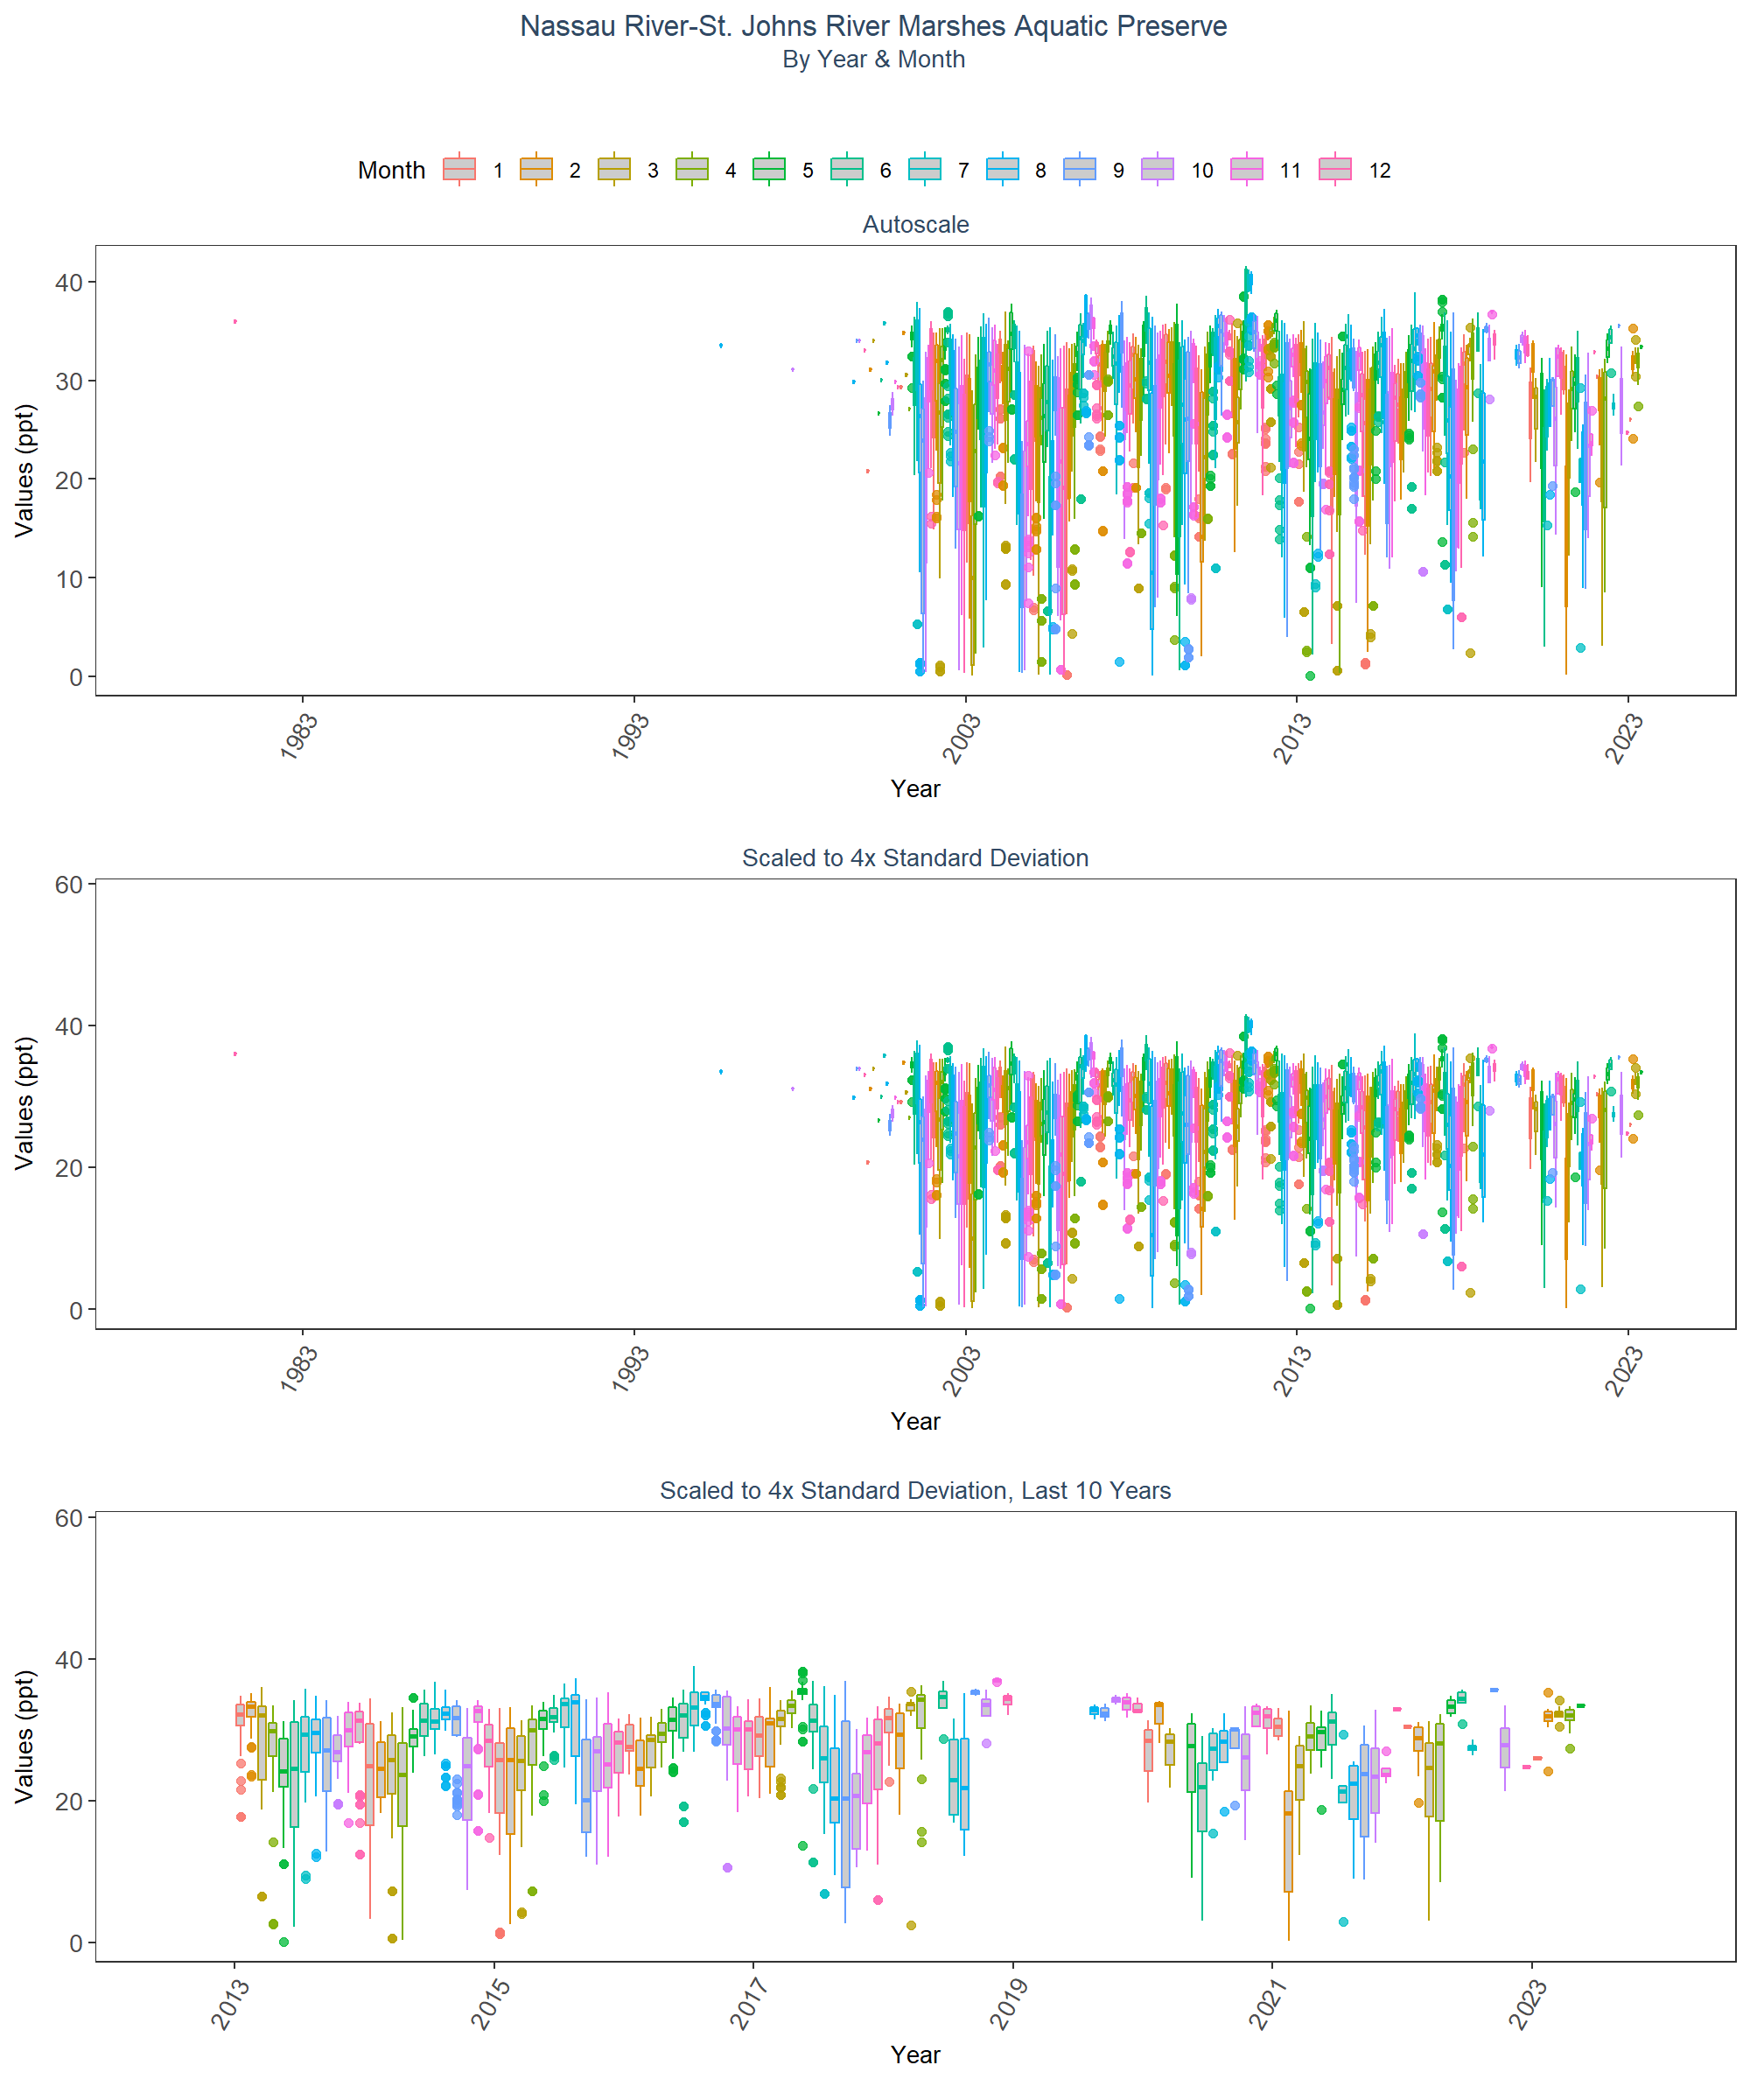 Nassau River-St. Johns River Marshes Aquatic Preserve
By Year & Month
Month 1 2 3 4 5 6 7 8 9 10 11 12
Autoscale
Values (ppt)
40
30
20
10
0
1983 1993 2003 2013 2023
Year
Scaled to 4x Standard Deviation
Values (ppt)
60
40
20
0
1983 1993 2003 2013 2023
Year
Scaled to 4x Standard Deviation, Last 10 Years
Values (ppt)
60
40
20
0
2013 2015 2017 2019 2021 2023
Year